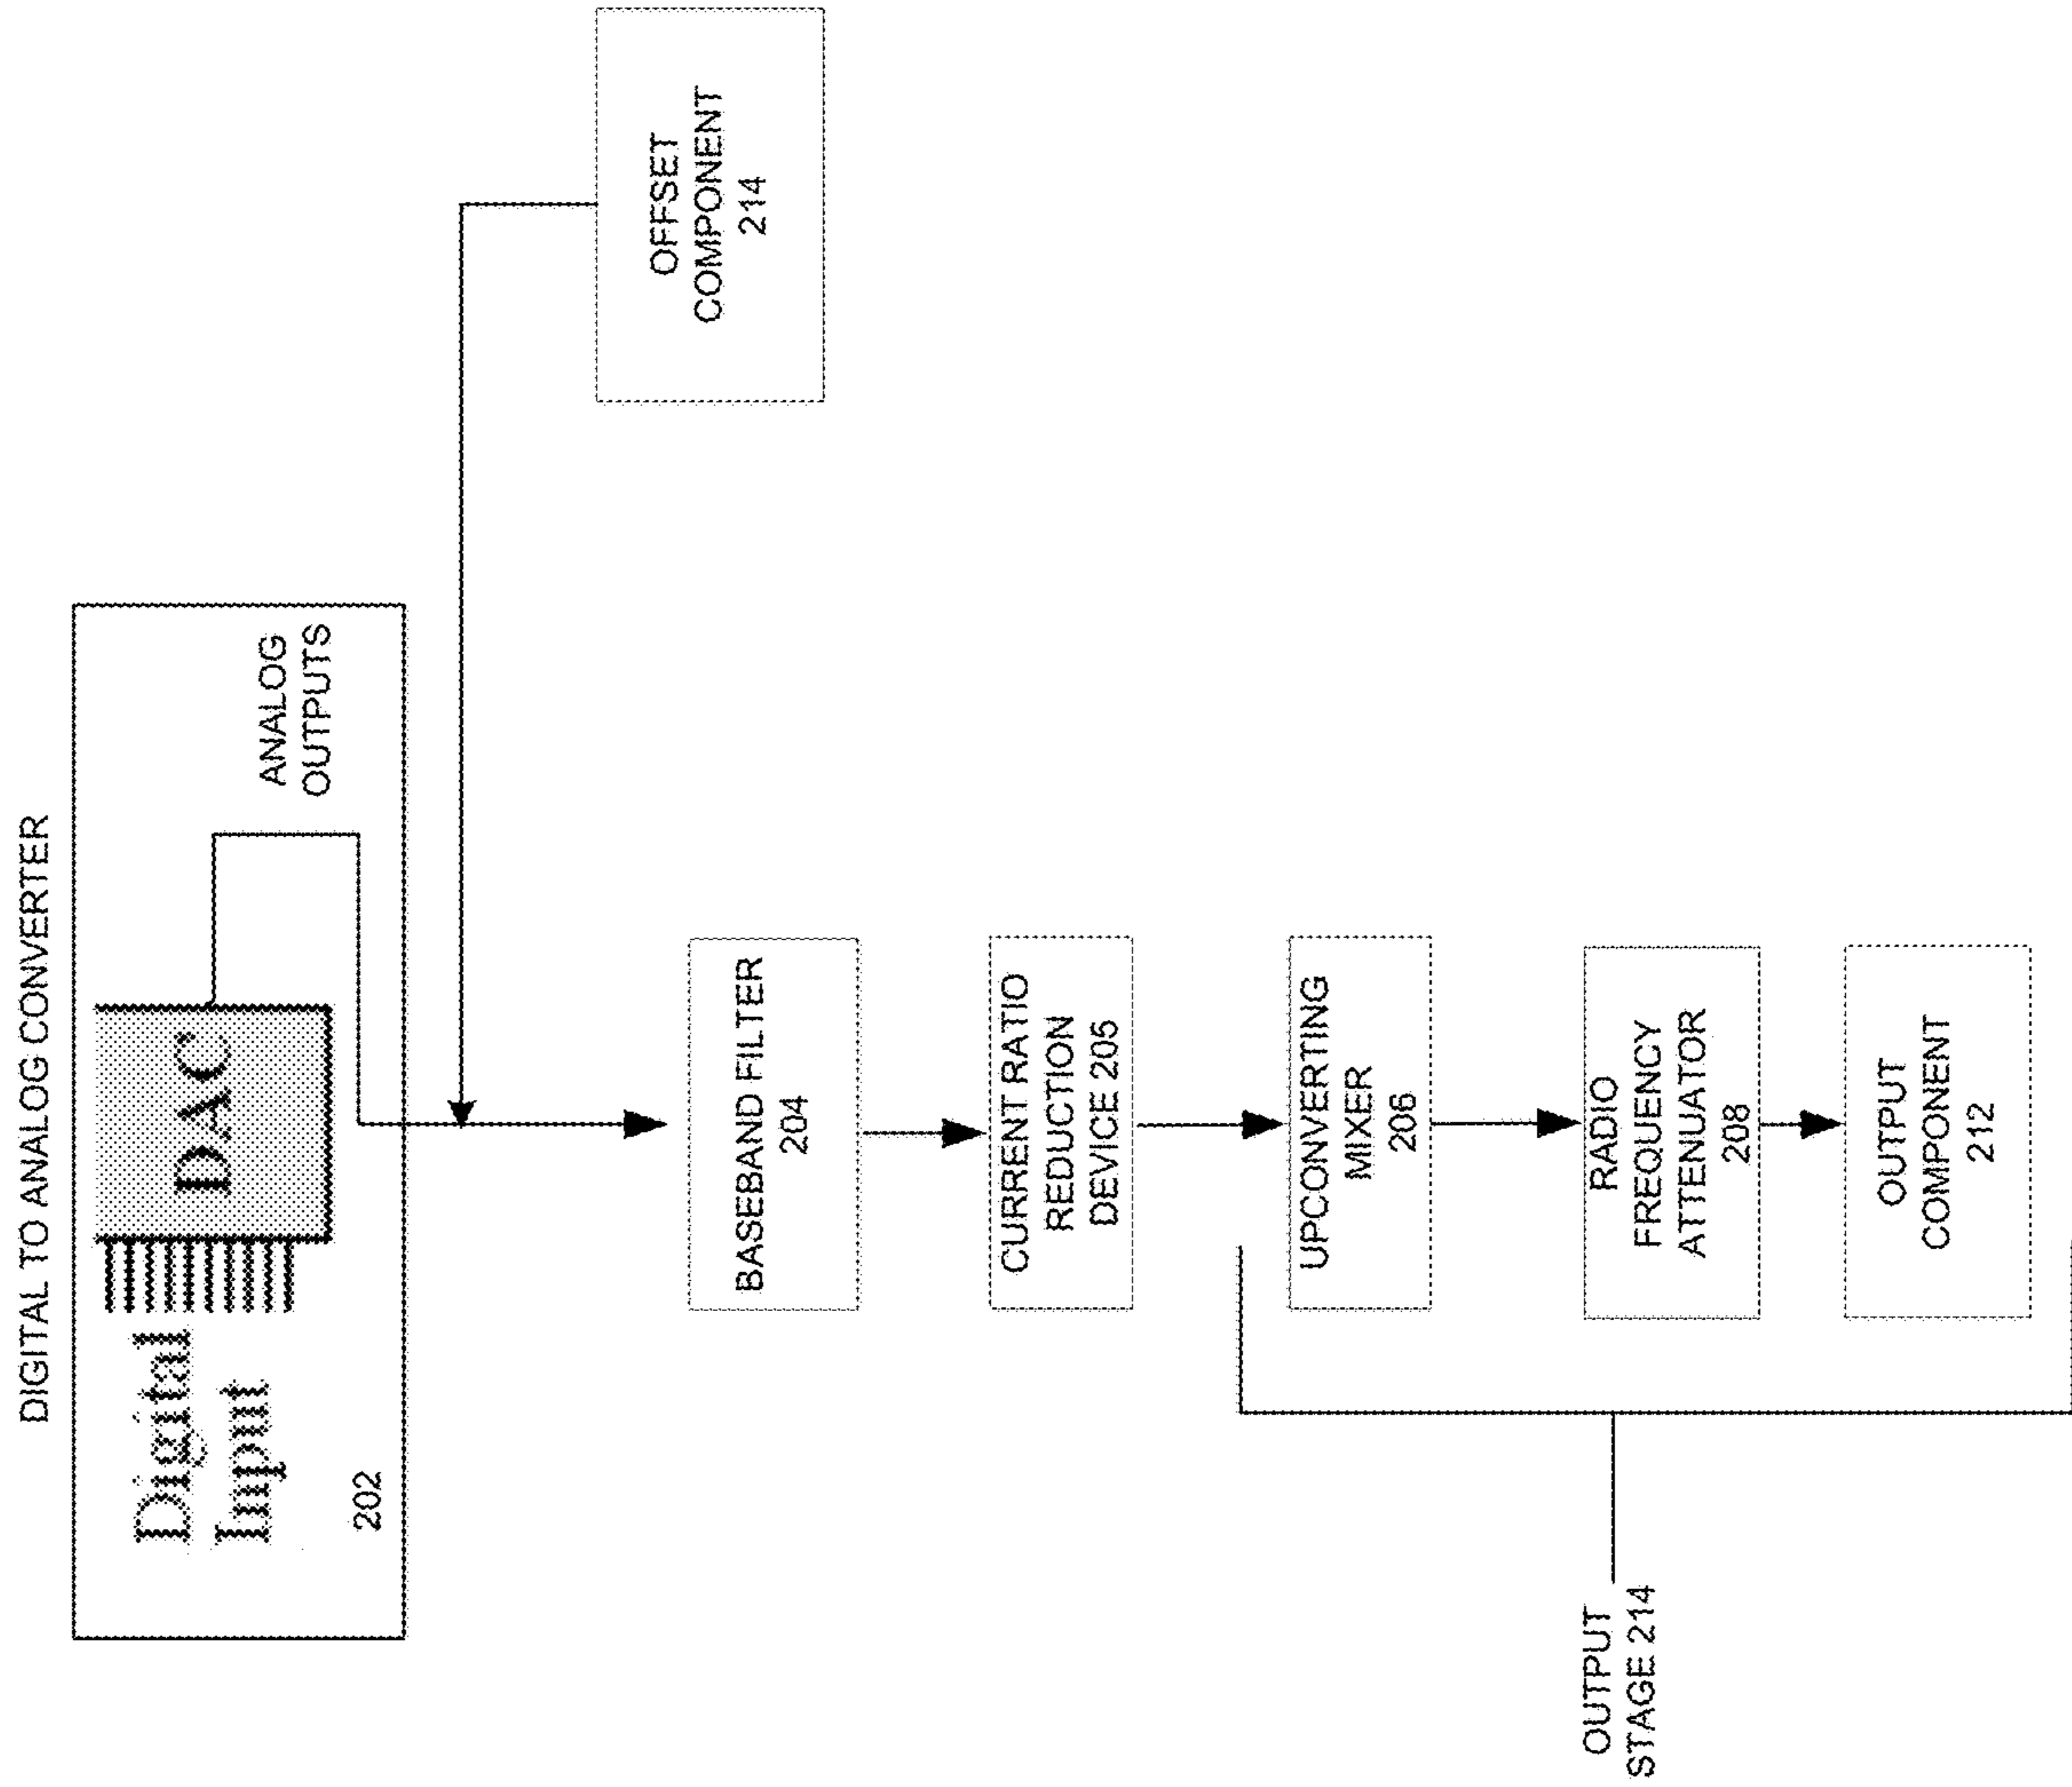 DIGITAL TO ANALOG CONVERTER
Digital
Input
DAC
ANALOG
OUTPUTS
202
OFFSET
COMPONENT
214
BASEBAND FILTER
204
CURRENT RATIO
REDUCTION
DEVICE 205
UPCONVERTING
MIXER
206
RADIO
FREQUENCY
ATTENUATOR
208
OUTPUT
COMPONENT
212
OUTPUT
STAGE 214